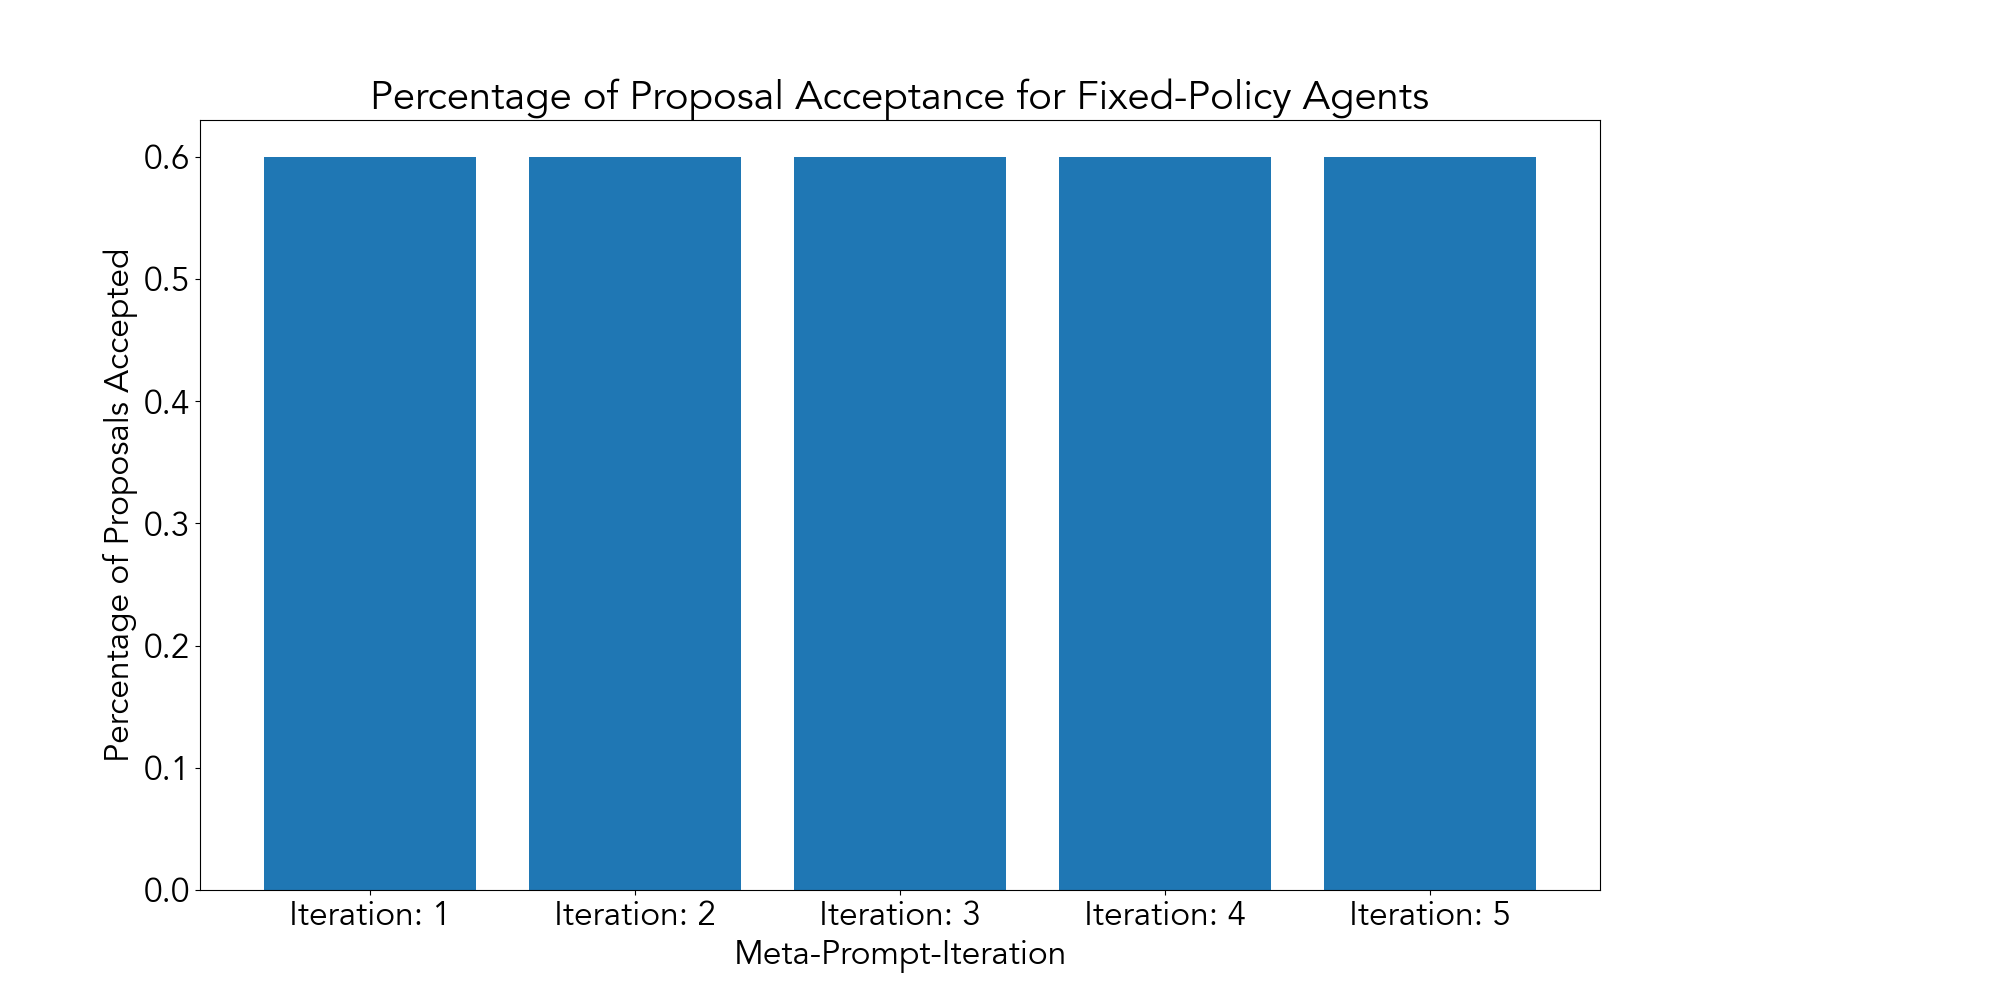 Percentage of Proposal Acceptance for Fixed-Policy Agents
Percentage of Proposals Accepted
0.6
0.5
0.4
0.3
0.2
0.1
0.0
Iteration: 1
Iteration: 2
Iteration: 3
Iteration: 4
Iteration: 5
Meta-Prompt-Iteration